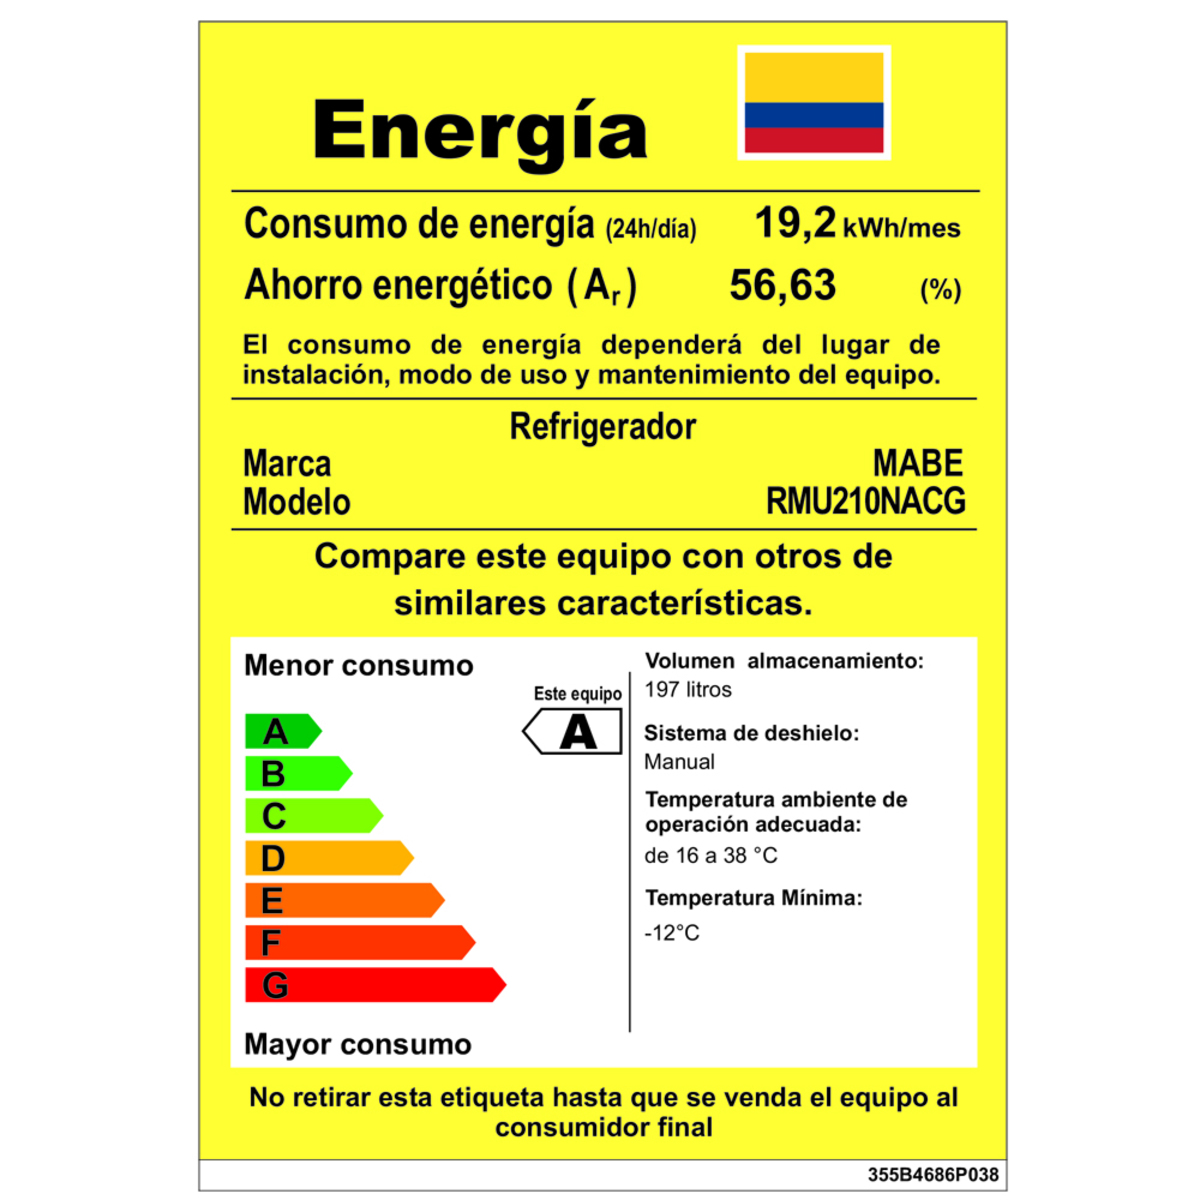 Energía
Consumo de energía (24h/día) 19,2 kWh/mes
Ahorro energético (Ar) 56,63 (%)
El consumo de energía dependerá del lugar de
instalación, modo de uso y mantenimiento del equipo.
Refrigerador
Marca MABE
Modelo RMU210NACG
Compare este equipo con otros de
similares características.
Menor consumo
Este equipo
A
A
B
C
D
E
F
G
Mayor consumo
Volumen almacenamiento:
197 litros
Sistema de deshielo:
Manual
Temperatura ambiente de
operación adecuada:
de 16 a 38 °C
Temperatura Mínima:
-12°C
No retirar esta etiqueta hasta que se venda el equipo al
consumidor final
355B4686P038